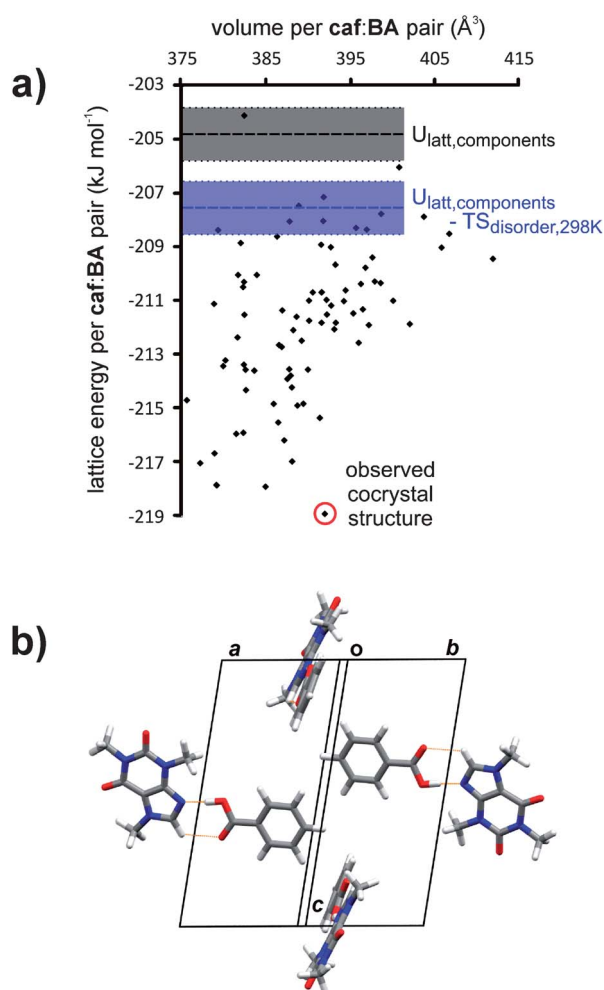 volume per caf:BA pair (Å³)
375 385 395 405 415
a)
lattice energy per caf:BA pair (kJ mol⁻¹)
-203
-205
-207
-209
-211
-213
-215
-217
-219
U_latt,components
U_latt,components
- TS_disorder,298K
observed
cocrystal
structure
b)
a o b
c